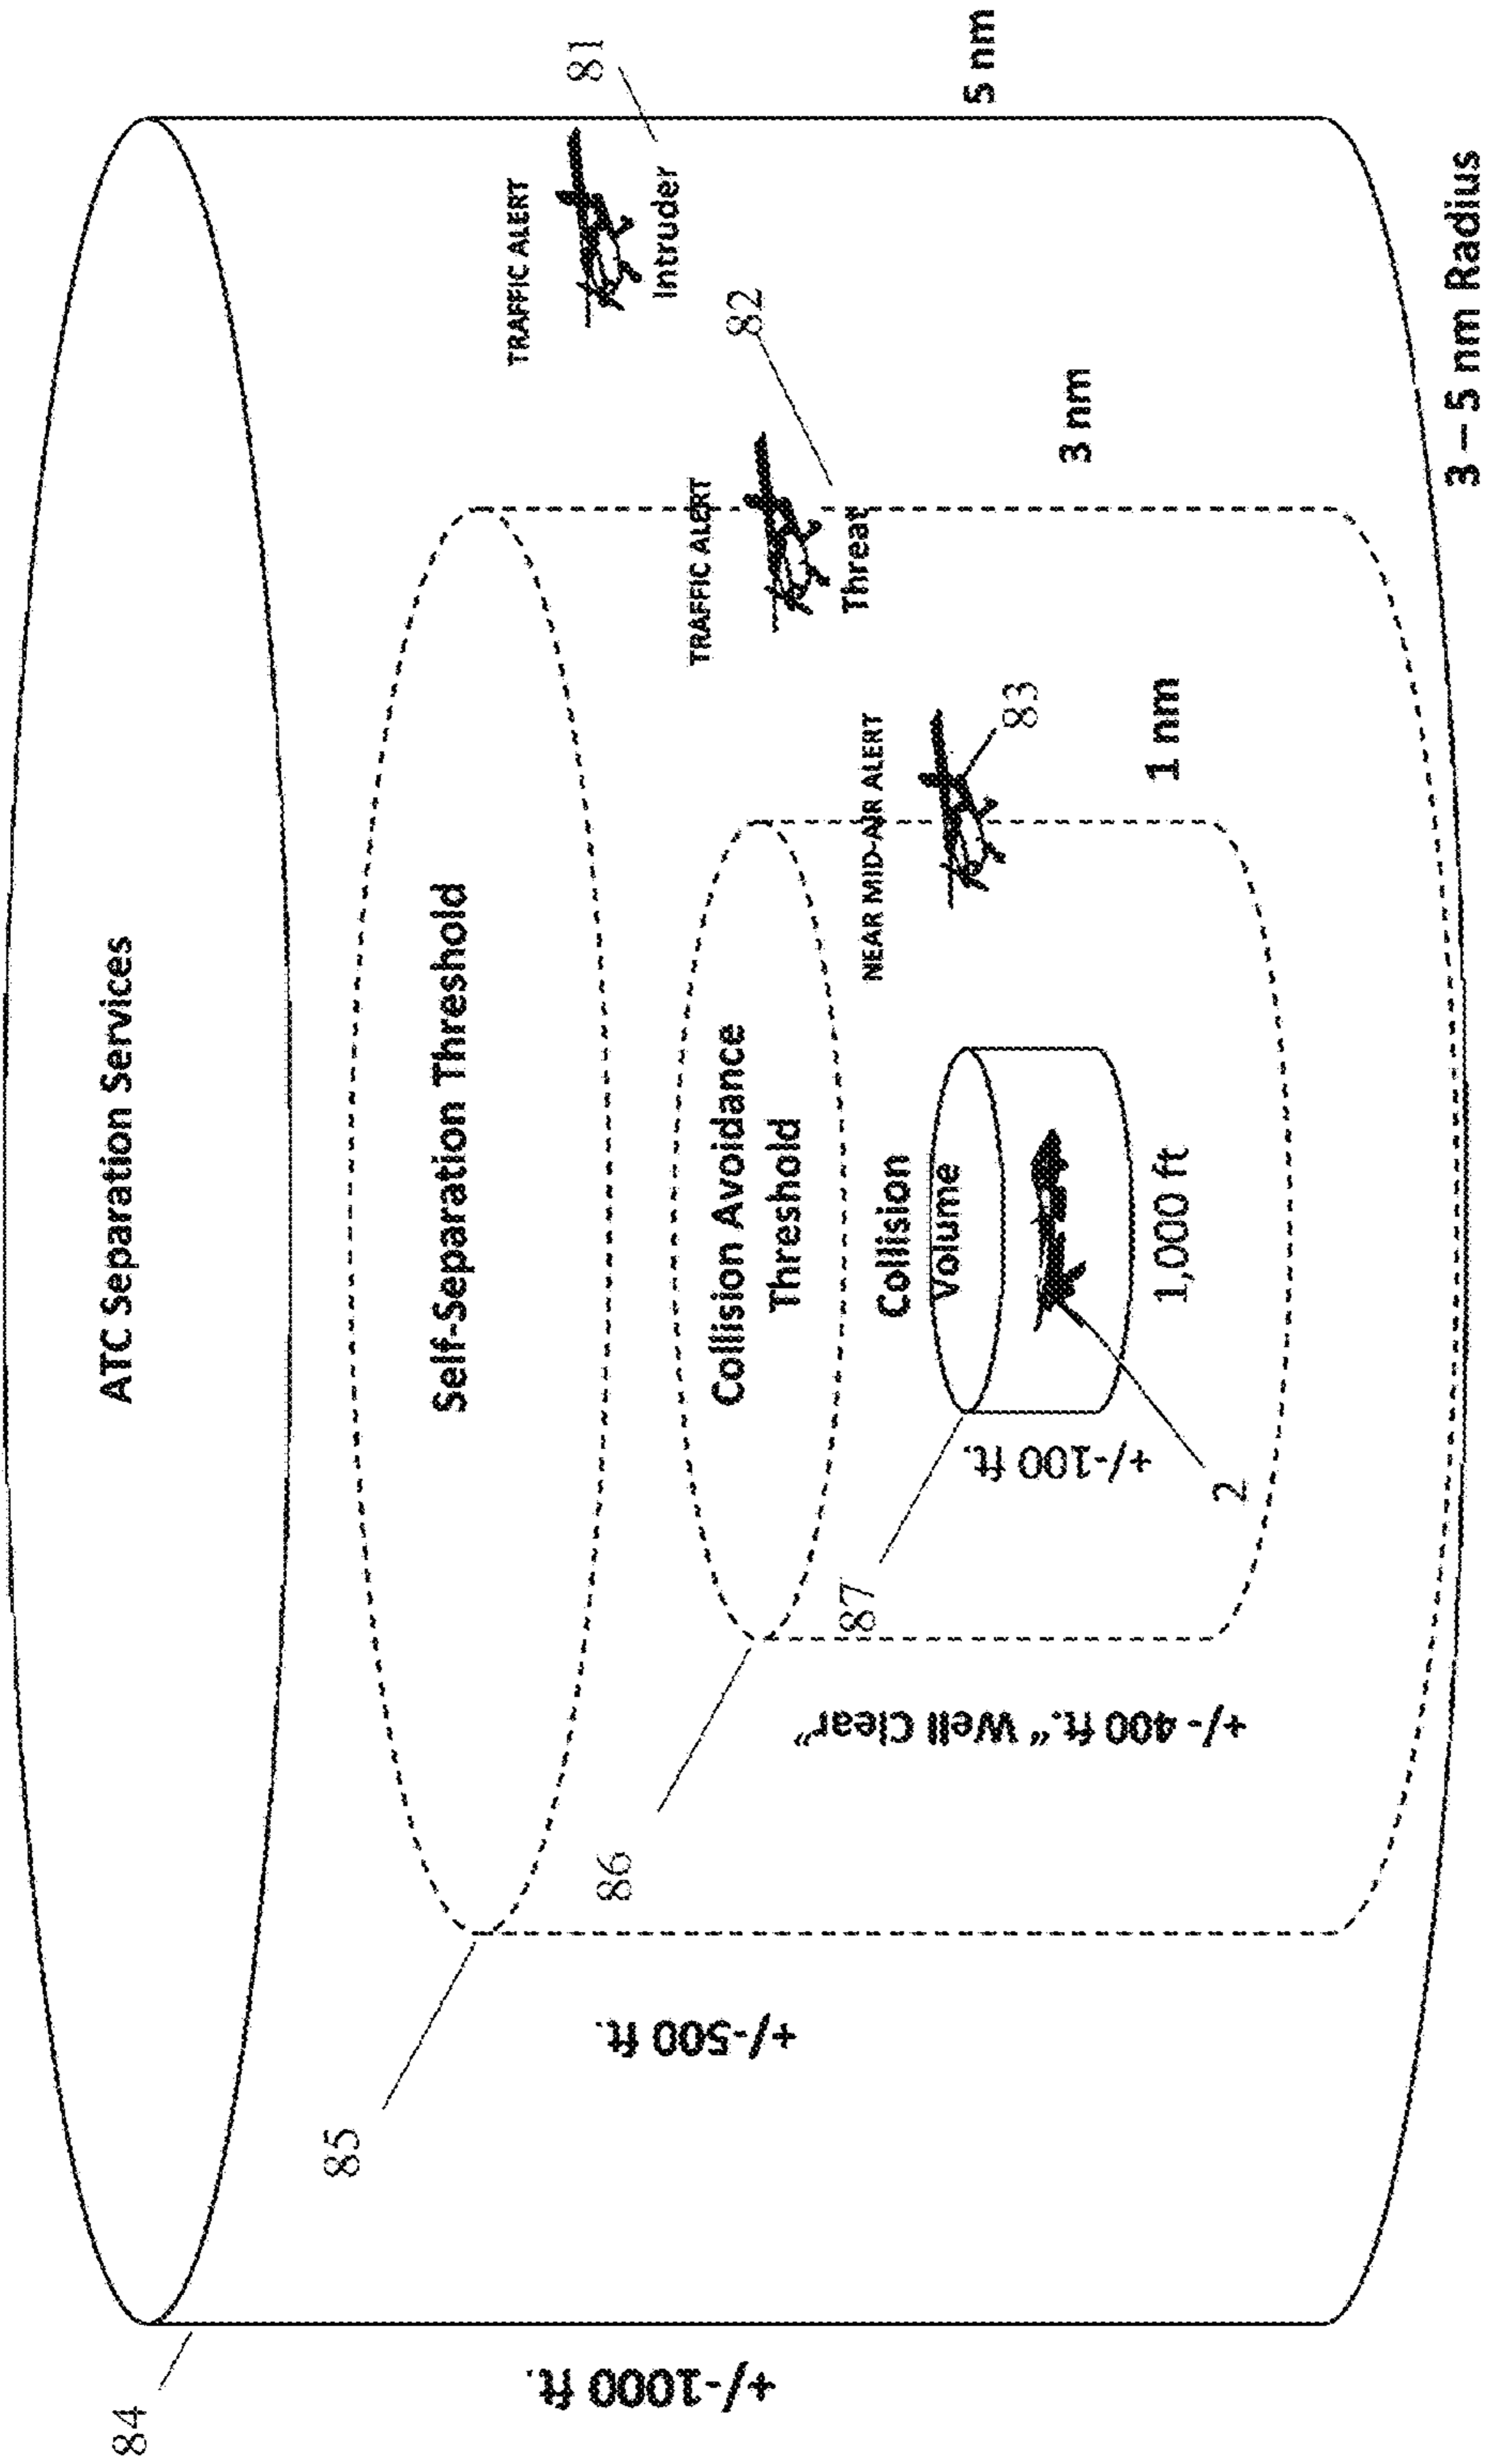 84
ATC Separation Services
+/-1000 ft.
85
Self-Separation Threshold
+/-500 ft.
86
Collision Avoidance
Threshold
+/- 400 ft. “ Well Clear”
87
Collision
Volume
+/-100 ft.
2
1,000 ft
NEAR MID-AIR ALERT
83
1 nm
TRAFFIC ALERT
82
Threat
3 nm
TRAFFIC ALERT
81
Intruder
5 nm
3 – 5 nm Radius